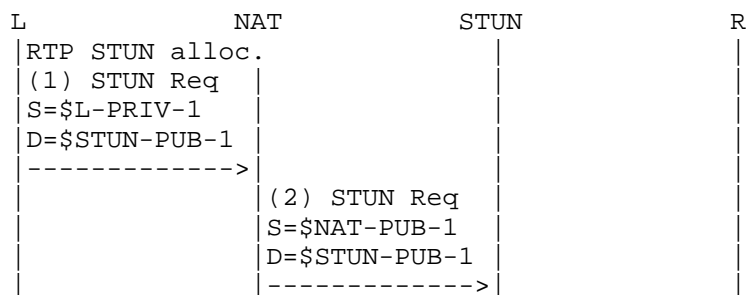 L NAT STUN R
RTP STUN alloc.
(1) STUN Req
S=$L-PRIV-1
D=$STUN-PUB-1
------------->
(2) STUN Req
S=$NAT-PUB-1
D=$STUN-PUB-1
------------->